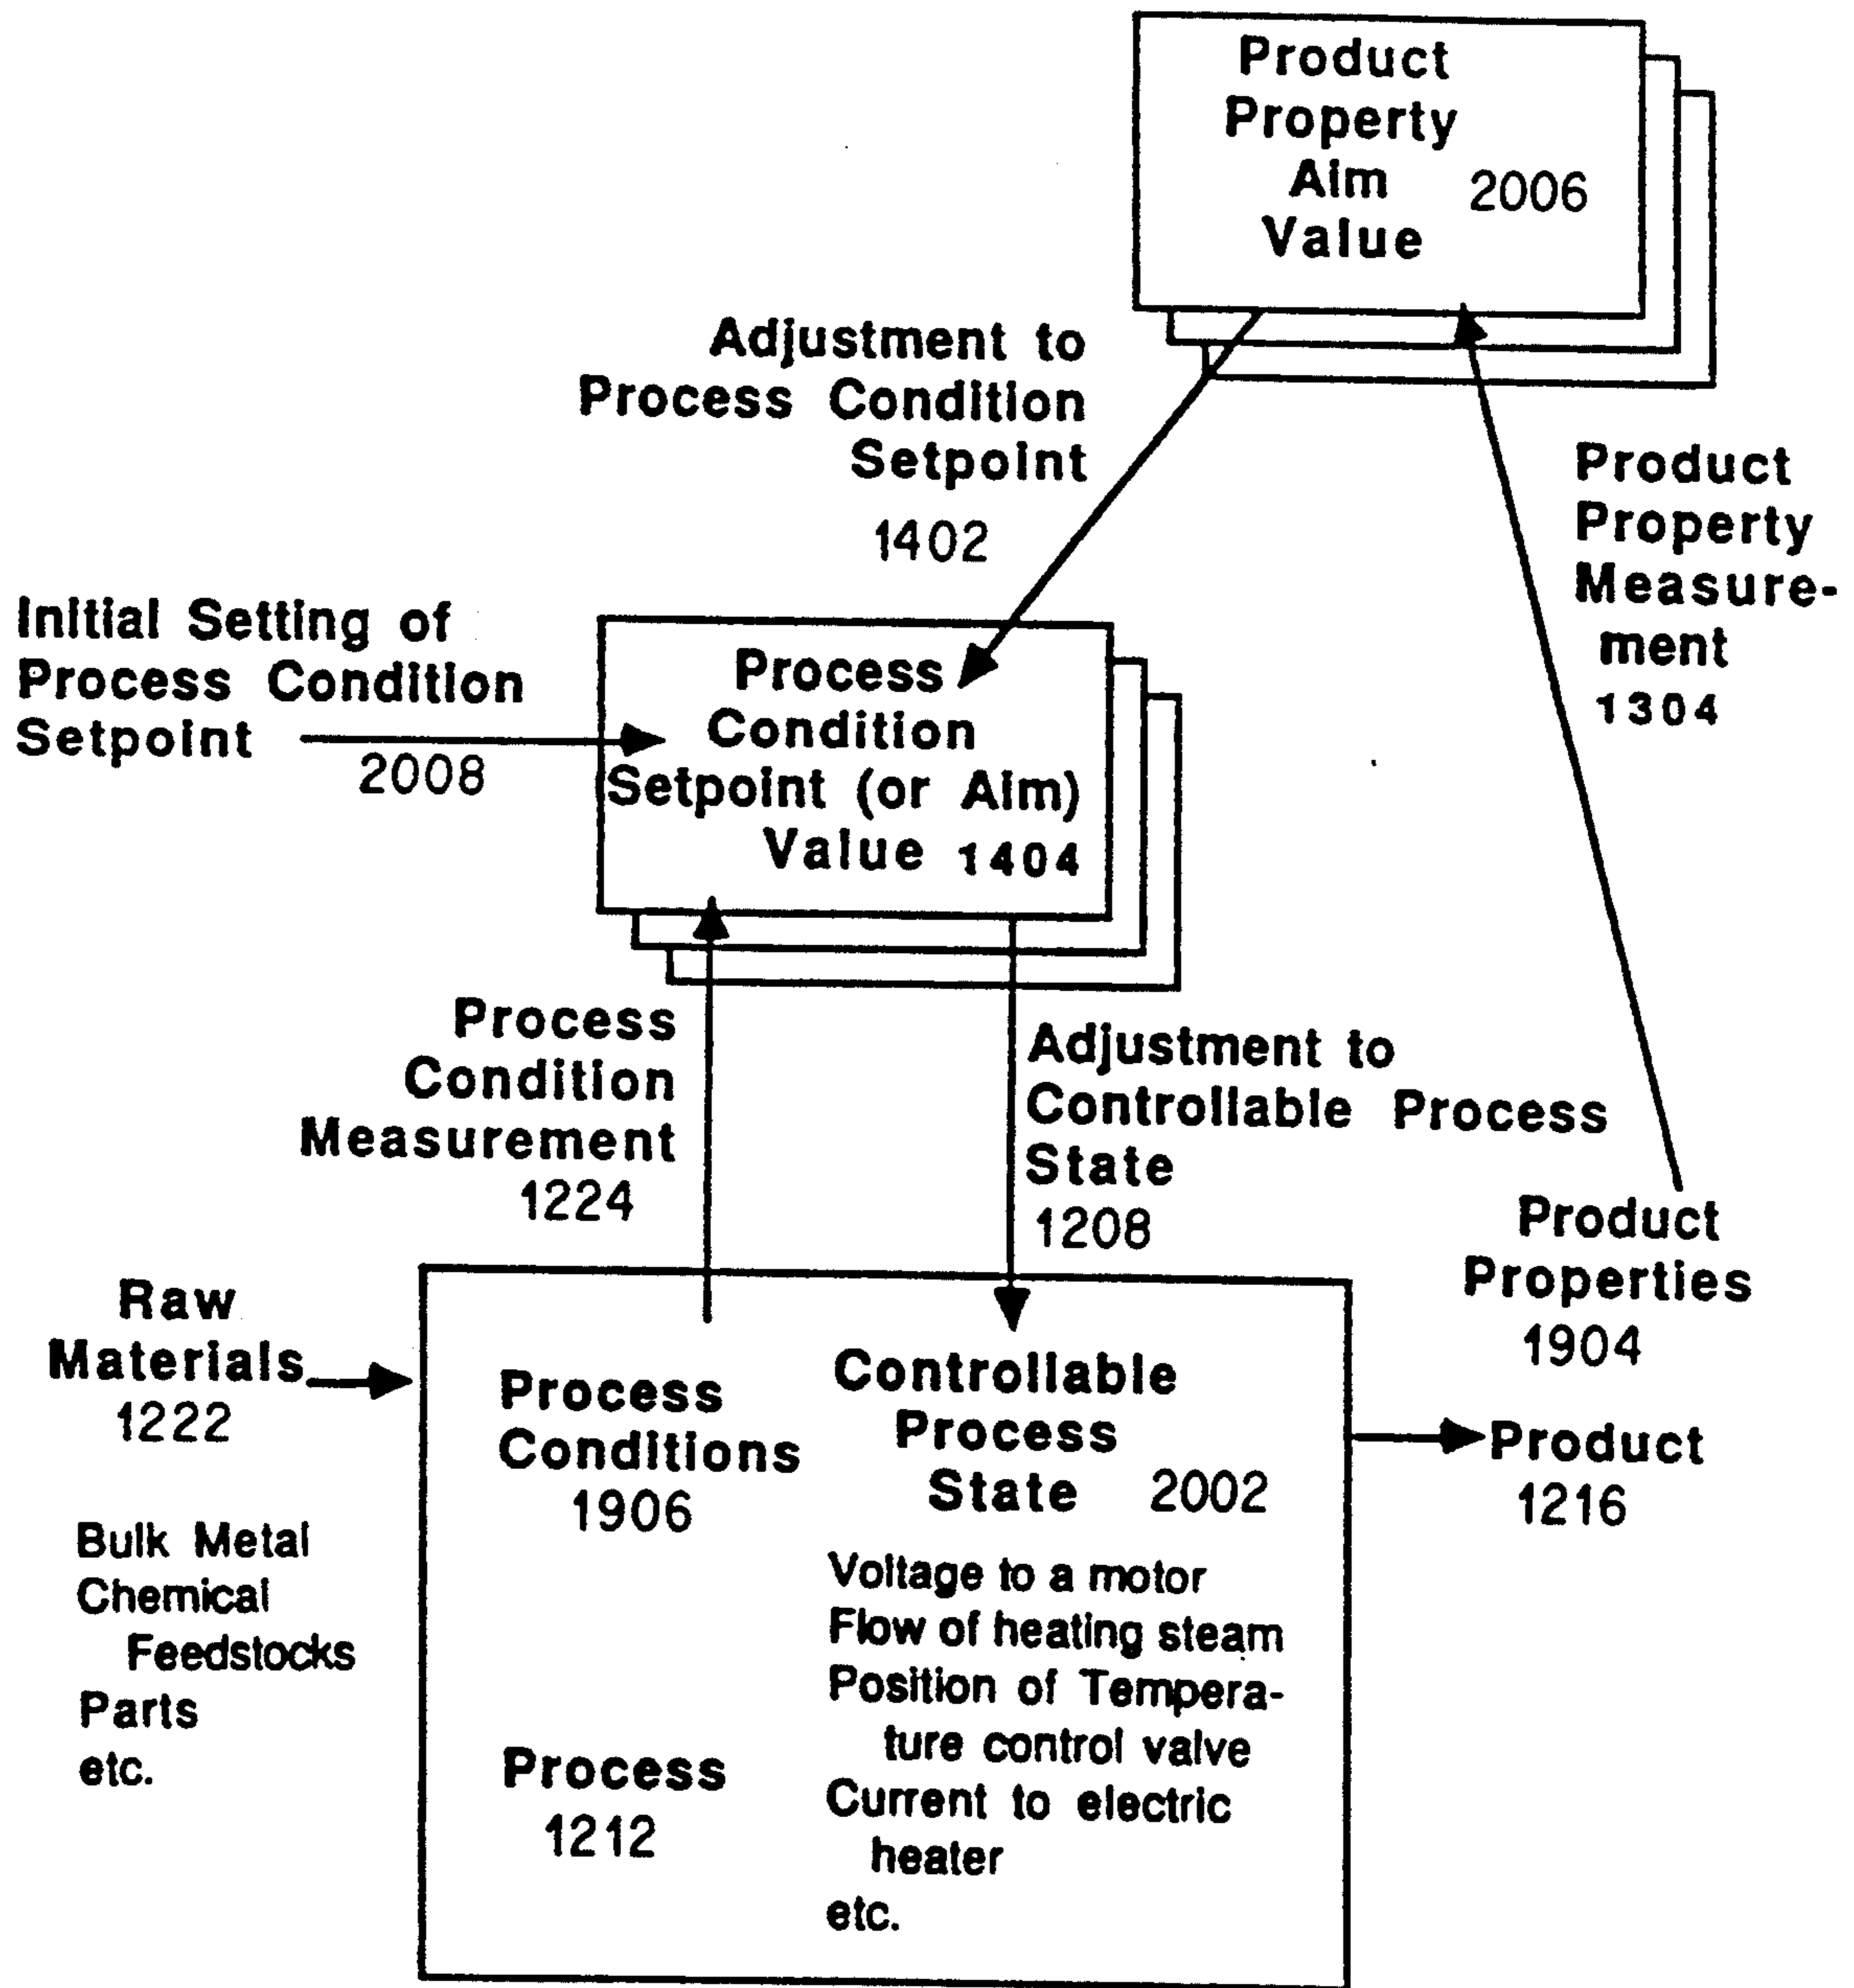 Product
Property
Aim 2006
Value
Adjustment to
Process Condition
Setpoint
1402
Product
Property
Measure-
ment
1304
Initial Setting of
Process Condition
Setpoint
2008
Process
Condition
Setpoint (or Aim)
Value 1404
Process
Condition
Measurement
1224
Adjustment to
Controllable Process
State
1208
Product
Properties
1904
Raw
Materials
1222
Bulk Metal
Chemical
Feedstocks
Parts
etc.
Process
Conditions
1906
Controllable
Process
State 2002
Voltage to a motor
Flow of heating steam
Position of Tempera-
ture control valve
Current to electric
heater
etc.
Process
1212
Product
1216